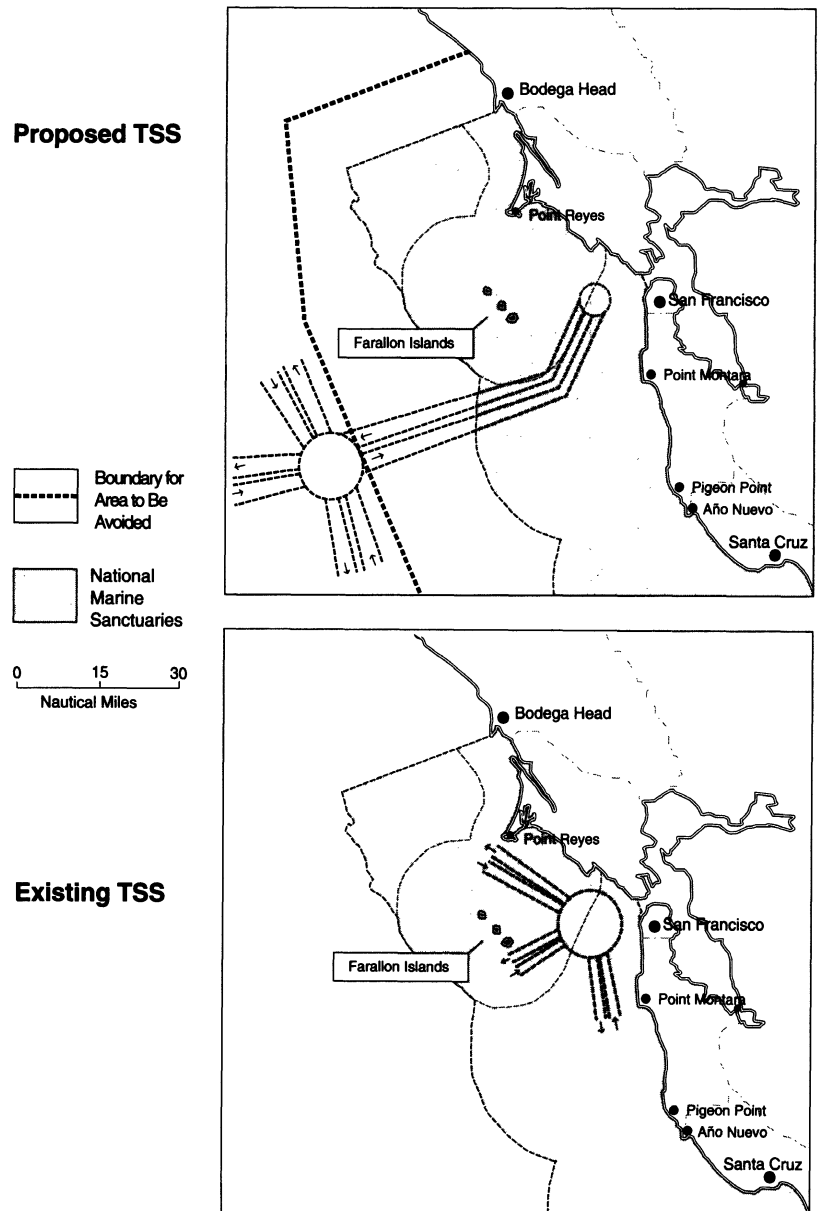 Proposed TSS
Bodega Head
Point Reyes
San Francisco
Farallon Islands
Point Montara
Pigeon Point
Año Nuevo
Santa Cruz
Boundary for
Area to Be
Avoided
National
Marine
Sanctuaries
0 15 30
Nautical Miles
Existing TSS
Bodega Head
Point Reyes
San Francisco
Farallon Islands
Point Montara
Pigeon Point
Año Nuevo
Santa Cruz